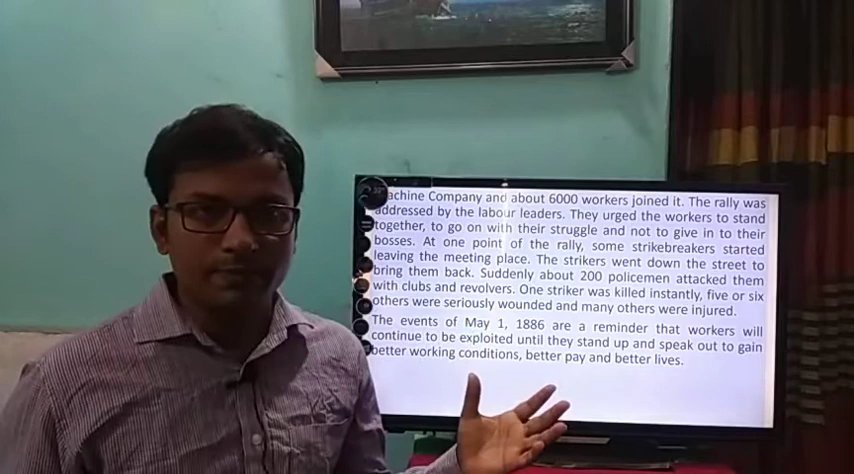 achine Company and about 6000 workers joined it. The rally was
addressed by the labour leaders. They urged the workers to stand
together, to go on with their struggle and not to give in to their
bosses. At one point of the rally, some strikebreakers started
leaving the meeting place. The strikers went down the street to
bring them back. Suddenly about 200 policemen attacked them
with clubs and revolvers. One striker was killed instantly, five or six
others were seriously wounded and many others were injured.
The events of May 1, 1886 are a reminder that workers will
continue to be exploited until they stand up and speak out to gain
better working conditions, better pay and better lives.